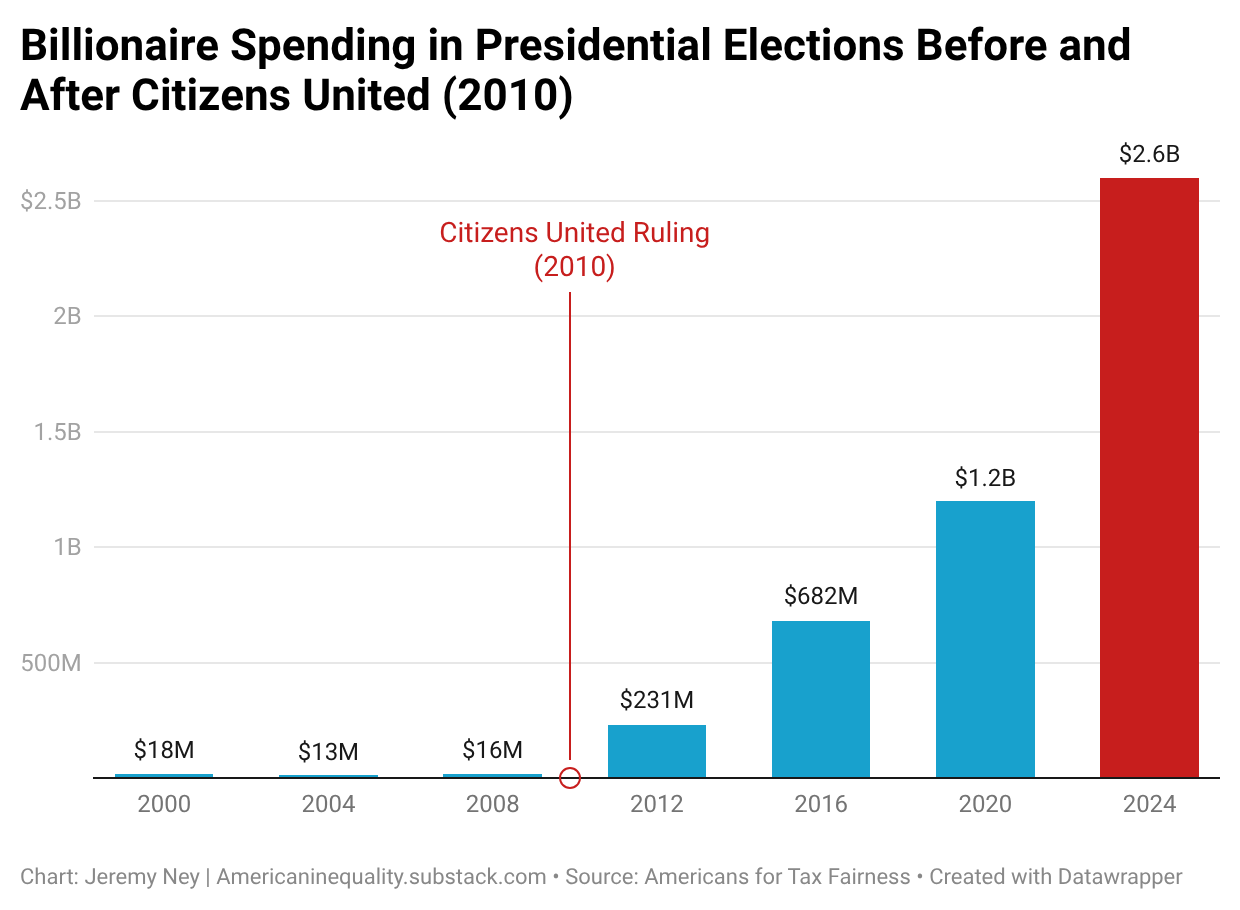 Billionaire Spending in Presidential Elections Before and
After Citizens United (2010)
$2.6B
$2.5B
Citizens United Ruling
(2010)
2B
1.5B
$1.2B
1B
$682M
500M
$231M
$18M
$13M
$16M
2000
2004
2008
2012
2016
2020
2024
Chart: Jeremy Ney | Americaninequality.substack.com • Source: Americans for Tax Fairness • Created with Datawrapper